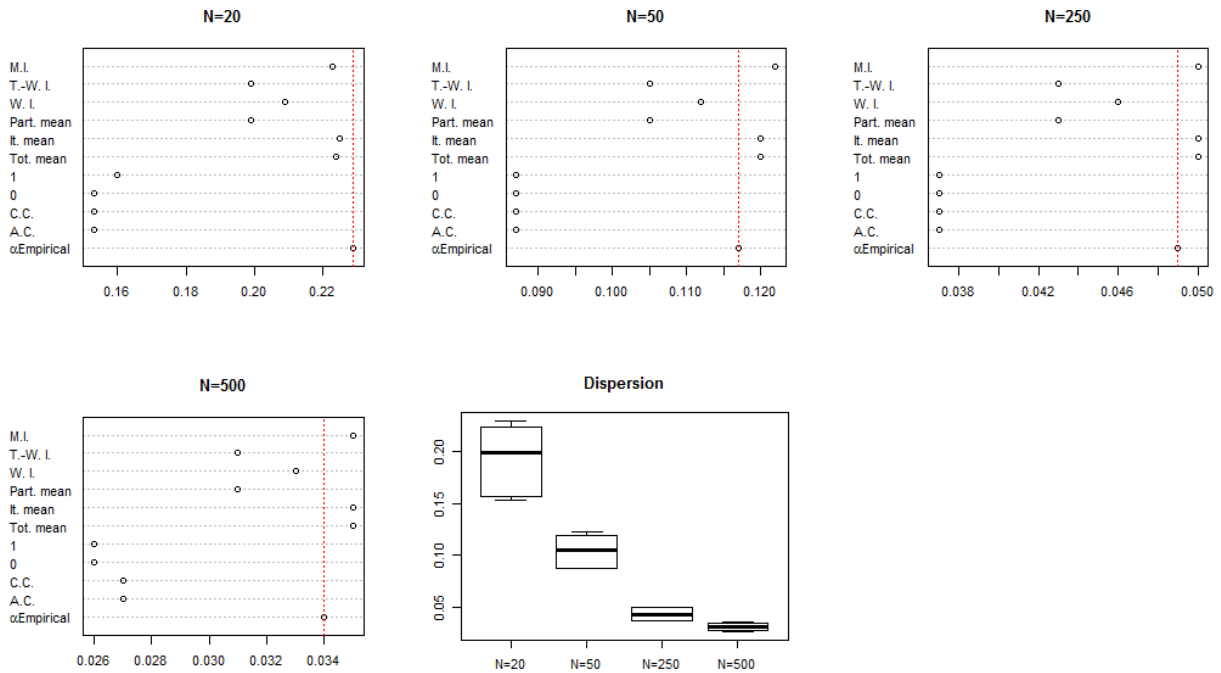 N=20
M.I.
T.-W. I.
W. I.
Part. mean
It. mean
Tot. mean
1
0
C.C.
A.C.
αEmpirical
0.16 0.18 0.20 0.22
N=50
M.I.
T.-W. I.
W. I.
Part. mean
It. mean
Tot. mean
1
0
C.C.
A.C.
αEmpirical
0.090 0.100 0.110 0.120
N=250
M.I.
T.-W. I.
W. I.
Part. mean
It. mean
Tot. mean
1
0
C.C.
A.C.
αEmpirical
0.038 0.042 0.046 0.050
N=500
M.I.
T.-W. I.
W. I.
Part. mean
It. mean
Tot. mean
1
0
C.C.
A.C.
αEmpirical
0.026 0.028 0.030 0.032 0.034
Dispersion
0.20
0.15
0.10
0.05
N=20 N=50 N=250 N=500